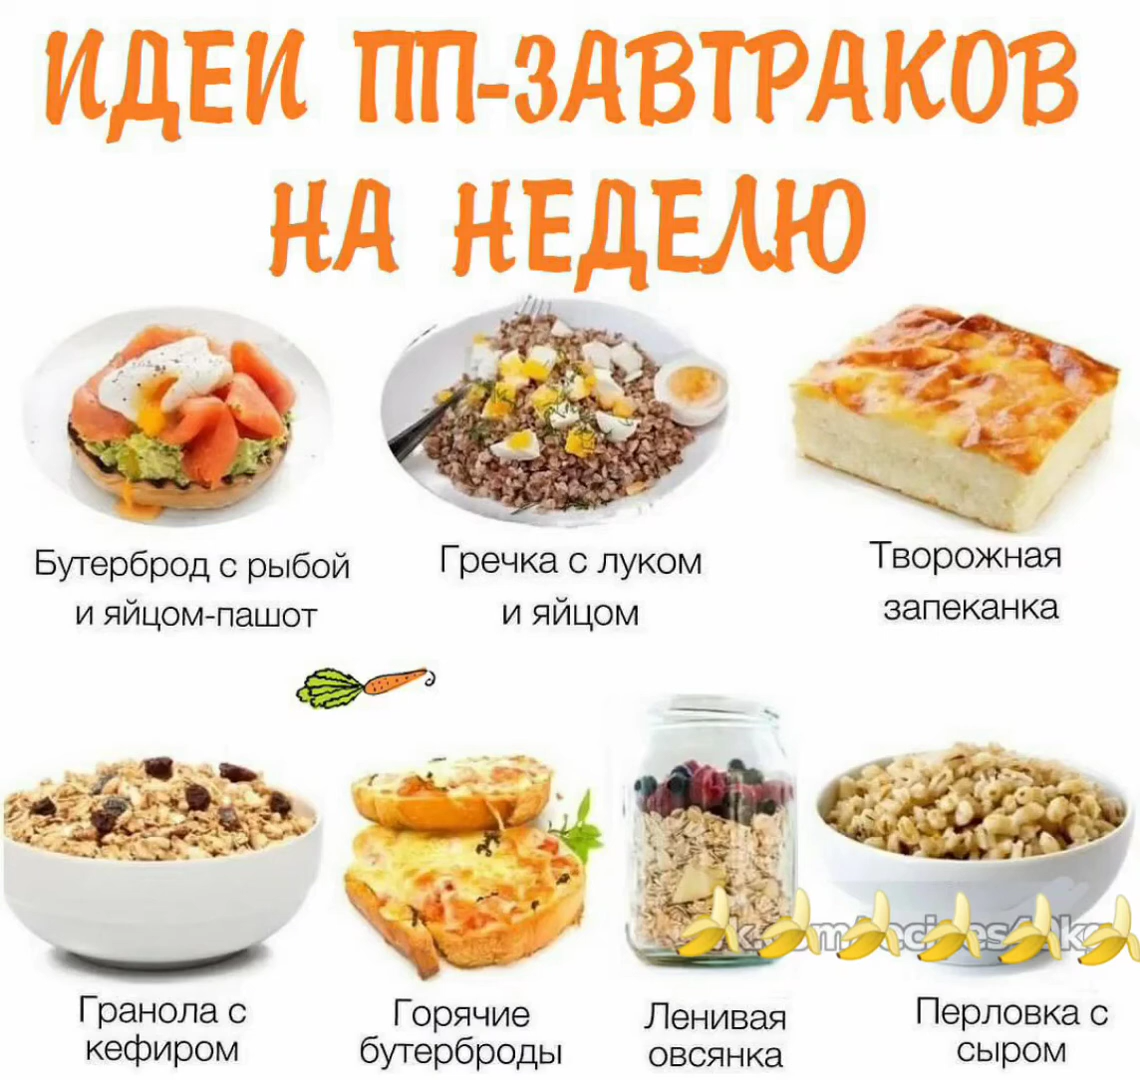 ИДЕИ ПП-ЗАВТРАКОВ
НА НЕДЕЛЮ
Бутерброд с рыбой
и яйцом-пашот
Гречка с луком
и яйцом
Творожная
запеканка
Гранола с
кефиром
Горячие
бутерброды
Ленивая
овсянка
Перловка с
сыром